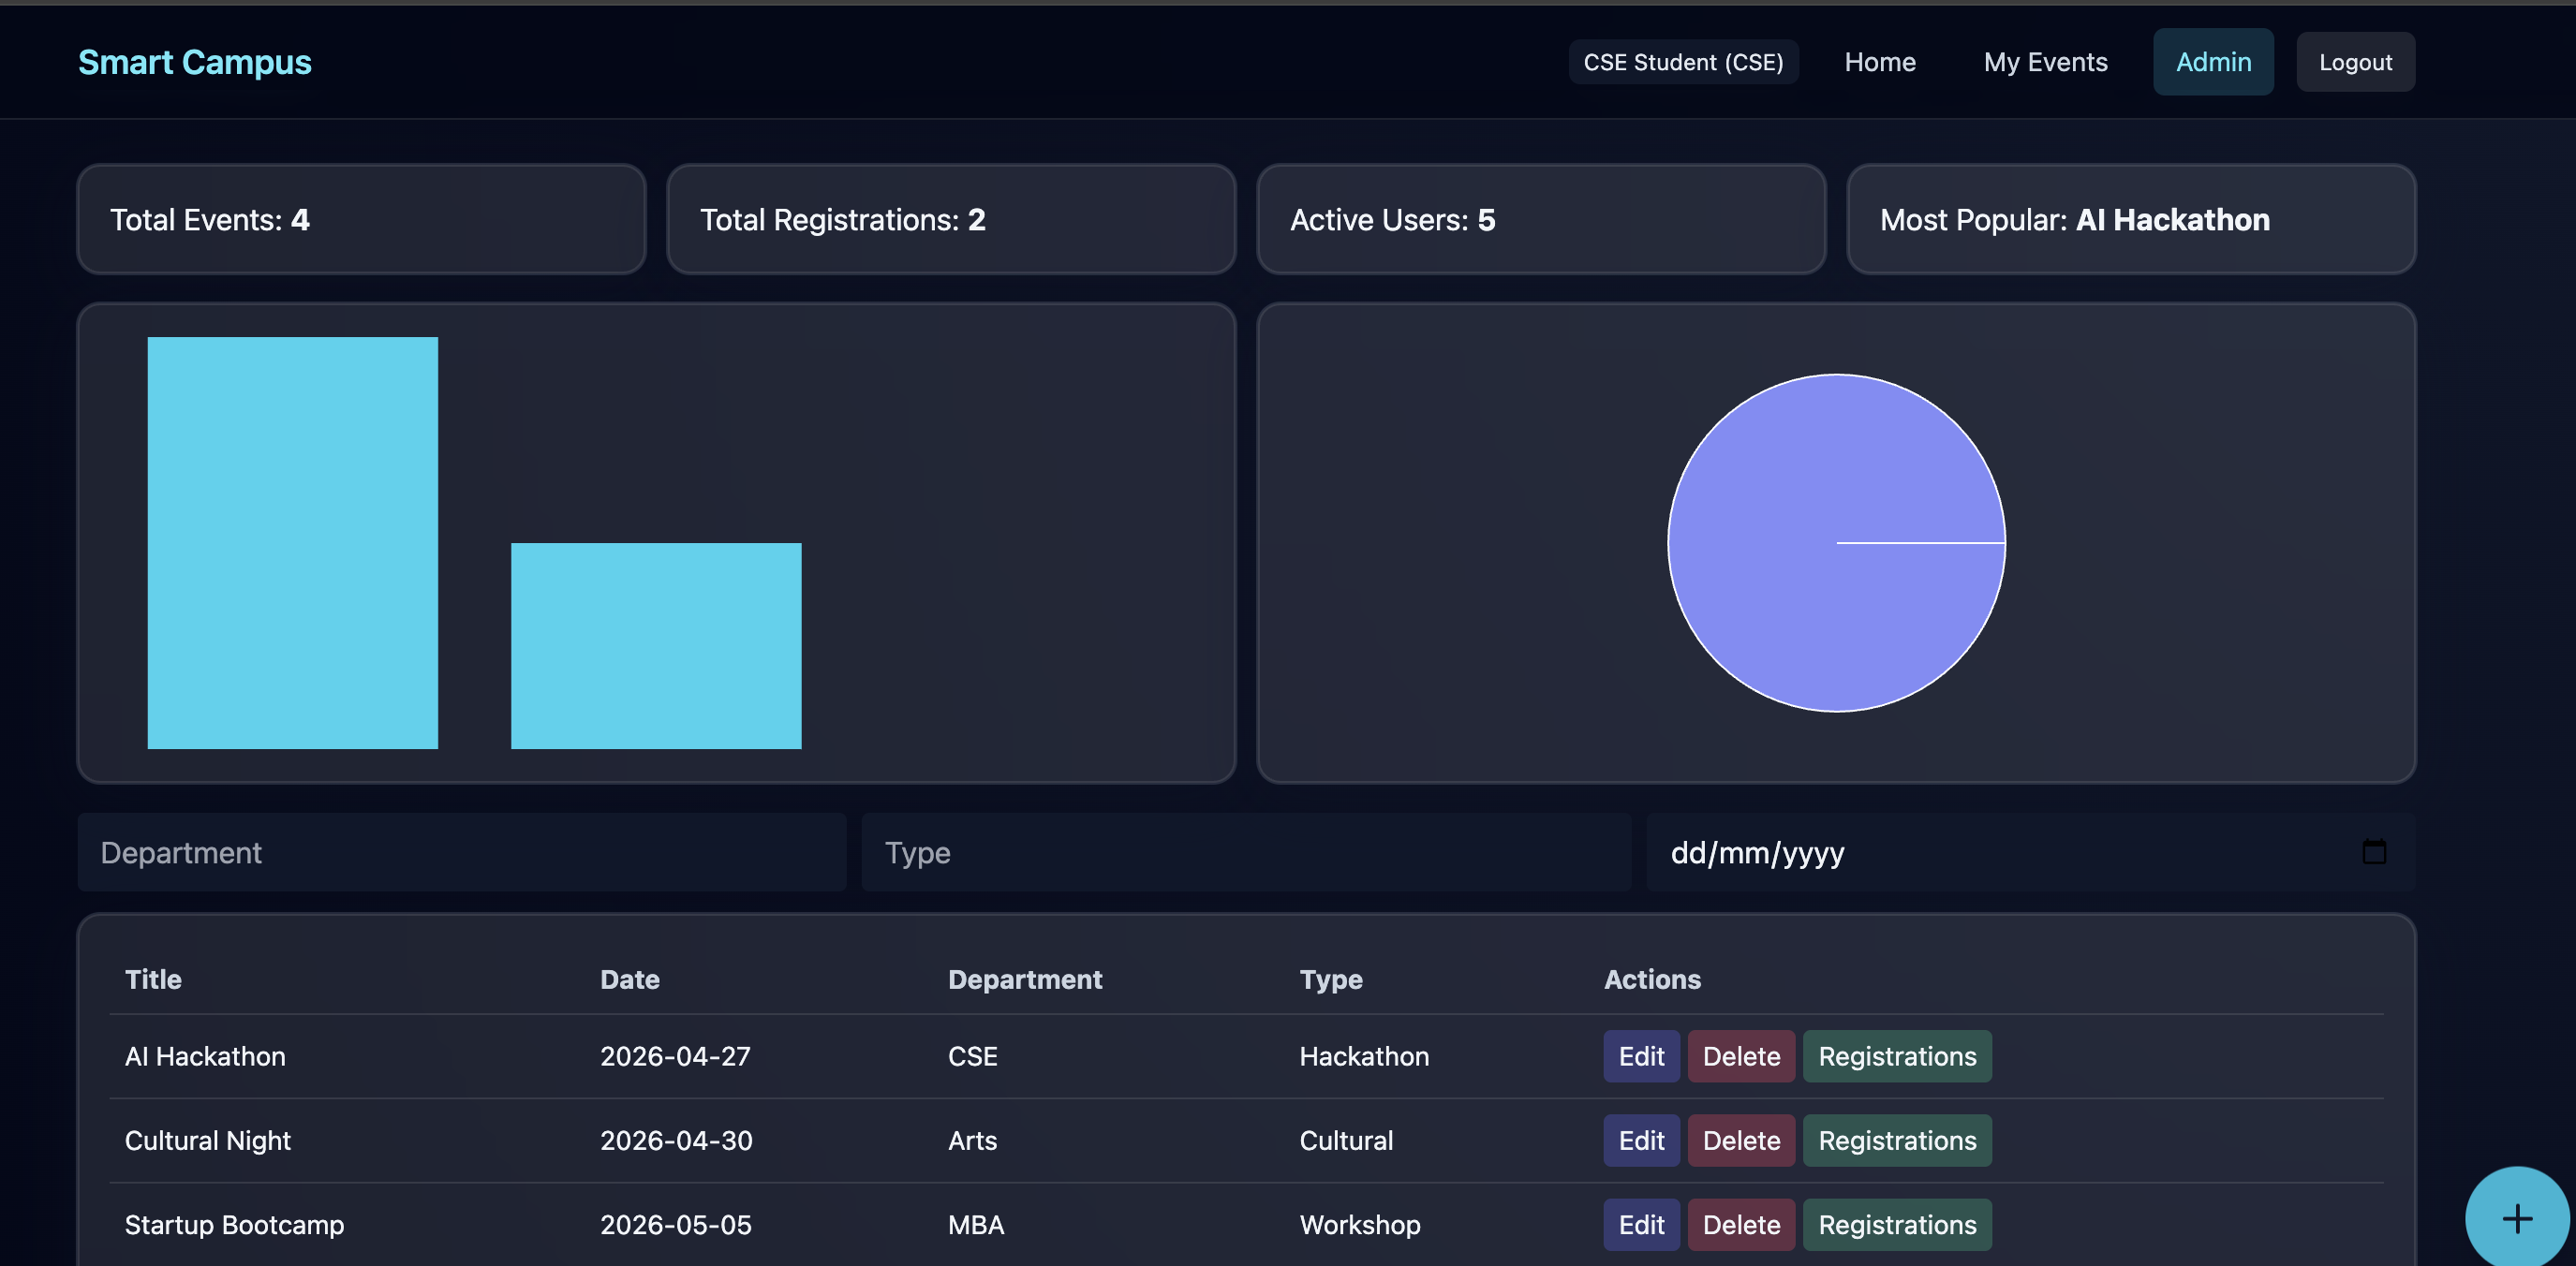 Smart Campus
CSE Student (CSE)
Home
My Events
Admin
Logout
Total Events: 4
Total Registrations: 2
Active Users: 5
Most Popular: AI Hackathon
Department
Type
dd/mm/yyyy
Title Date Department Type Actions
AI Hackathon 2026-04-27 CSE Hackathon Edit Delete Registrations
Cultural Night 2026-04-30 Arts Cultural Edit Delete Registrations
Startup Bootcamp 2026-05-05 MBA Workshop Edit Delete Registrations
+